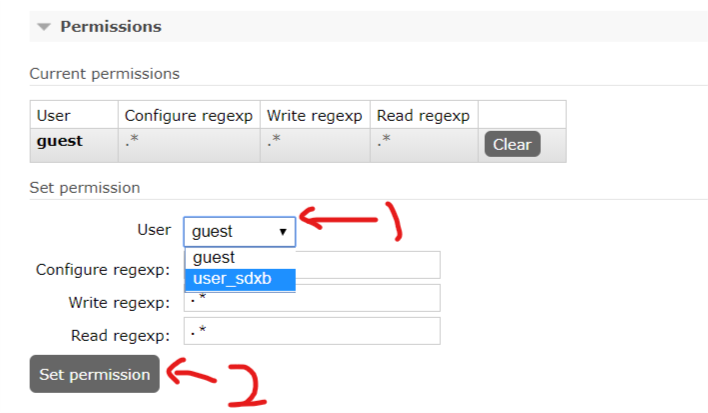 Permissions
Current permissions
User Configure regexp Write regexp Read regexp
guest .* .* .* Clear
Set permission
User guest 1
guest
Configure regexp:
user_sdxb
Write regexp: .*
Read regexp: .*
Set permission 2